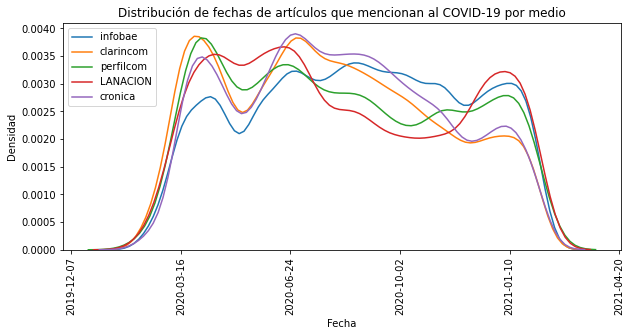 Distribución de fechas de artículos que mencionan al COVID-19 por medio
infobae
clarincom
perfilcom
LANACION
cronica
Densidad
0.0040
0.0035
0.0030
0.0025
0.0020
0.0015
0.0010
0.0005
0.0000
2019-12-07
2020-03-16
2020-06-24
2020-10-02
2021-01-10
2021-04-20
Fecha